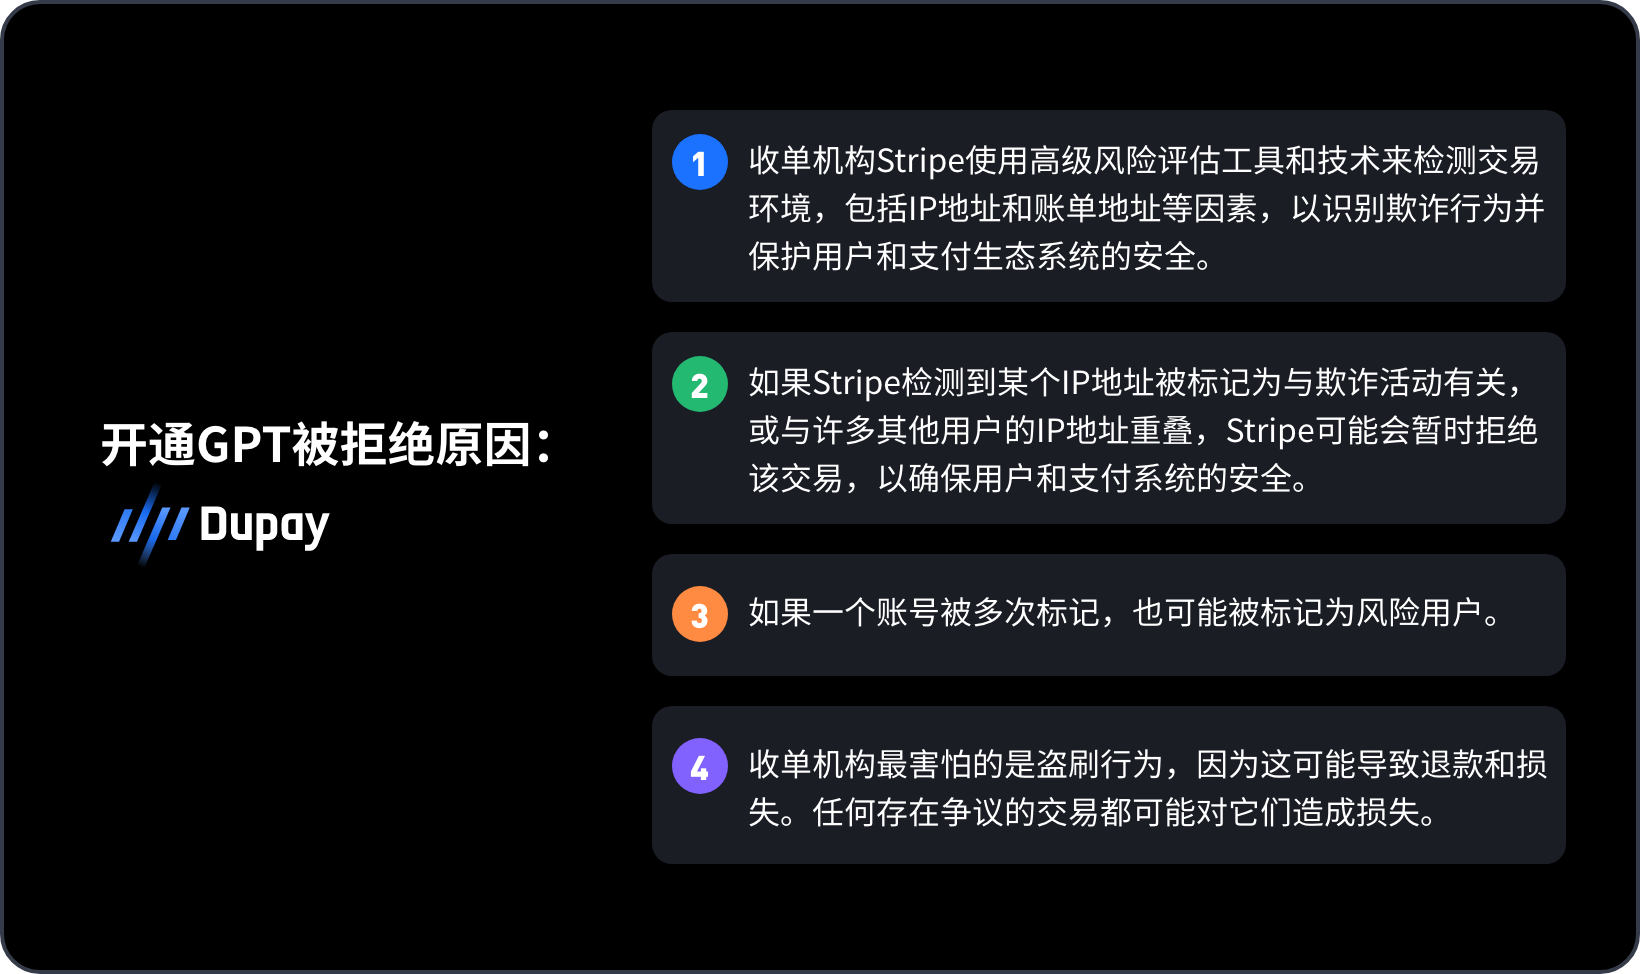 开通GPT被拒绝原因：
Dupay
1
收单机构Stripe使用高级风险评估工具和技术来检测交易
环境，包括IP地址和账单地址等因素，以识别欺诈行为并
保护用户和支付生态系统的安全。
2
如果Stripe检测到某个IP地址被标记为与欺诈活动有关，
或与许多其他用户的IP地址重叠，Stripe可能会暂时拒绝
该交易，以确保用户和支付系统的安全。
3
如果一个账号被多次标记，也可能被标记为风险用户。
4
收单机构最害怕的是盗刷行为，因为这可能导致退款和损
失。任何存在争议的交易都可能对它们造成损失。